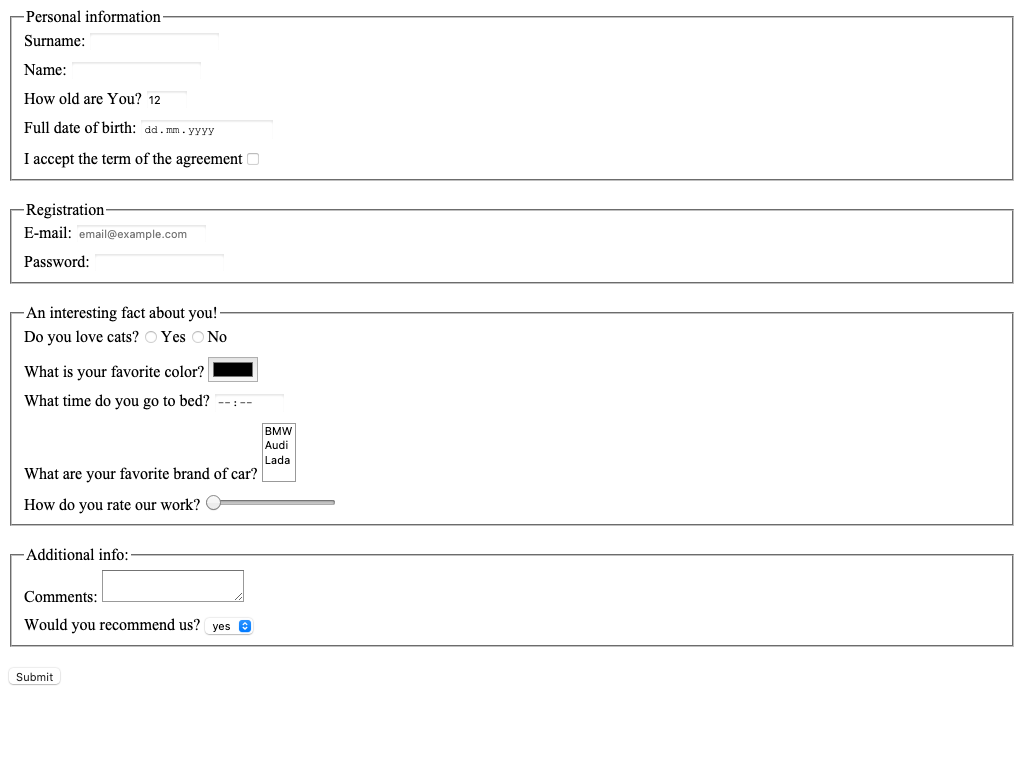 Personal information
Surname:
Name:
How old are You? 12
Full date of birth: dd.mm.yyyy
I accept the term of the agreement
Registration
E-mail: email@example.com
Password:
An interesting fact about you!
Do you love cats? Yes No
What is your favorite color?
What time do you go to bed? --:--
BMW
Audi
Lada
What are your favorite brand of car?
How do you rate our work?
Additional info:
Comments:
Would you recommend us? yes
Submit